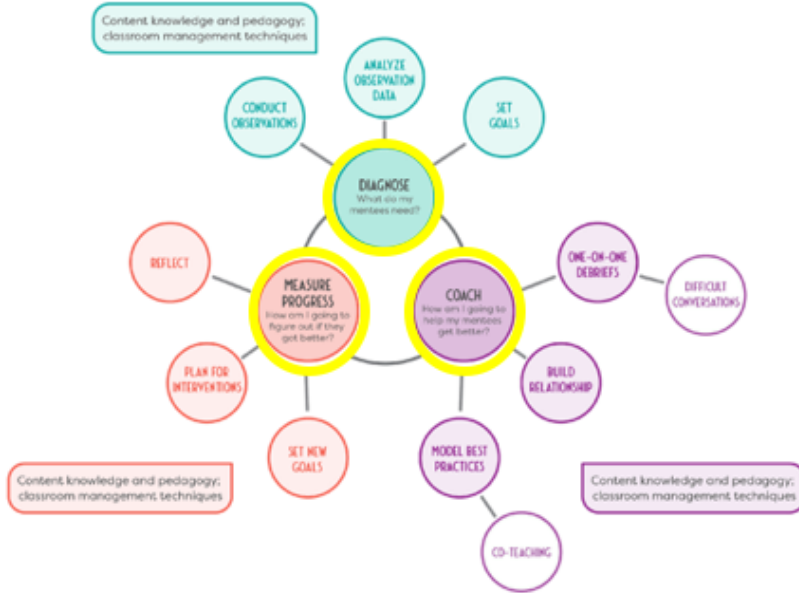 Content knowledge and pedagogy;
classroom management techniques
ANALYZE
OBSERVATION
DATA
CONDUCT
OBSERVATIONS
SET
GOALS
DIAGNOSE
What do my
mentees need?
REFLECT
MEASURE
PROGRESS
How am I going to
figure out if they
got better?
COACH
How am I going to
help my mentees
get better?
ONE-ON-ONE
DEBRIEFS
DIFFICULT
CONVERSATIONS
PLAN FOR
INTERVENTIONS
BUILD
RELATIONSHIP
SET NEW
GOALS
MODEL BEST
PRACTICES
Content knowledge and pedagogy;
classroom management techniques
Content knowledge and pedagogy;
classroom management techniques
CO-TEACHING